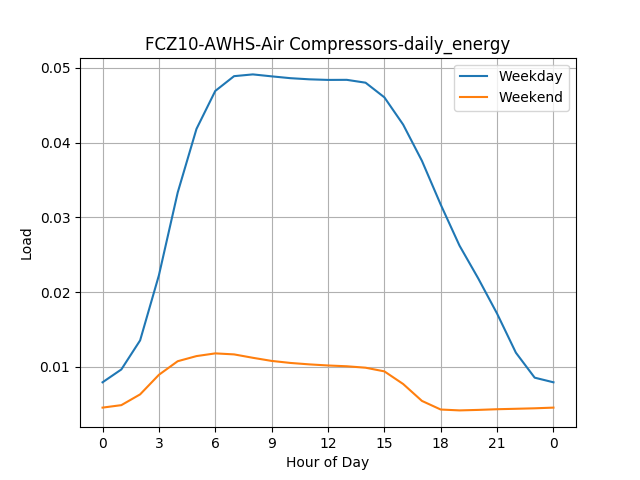 FCZ10-AWHS-Air Compressors-daily_energy
Weekday
Weekend
Load
0.05
0.04
0.03
0.02
0.01
0 3 6 9 12 15 18 21 0
Hour of Day